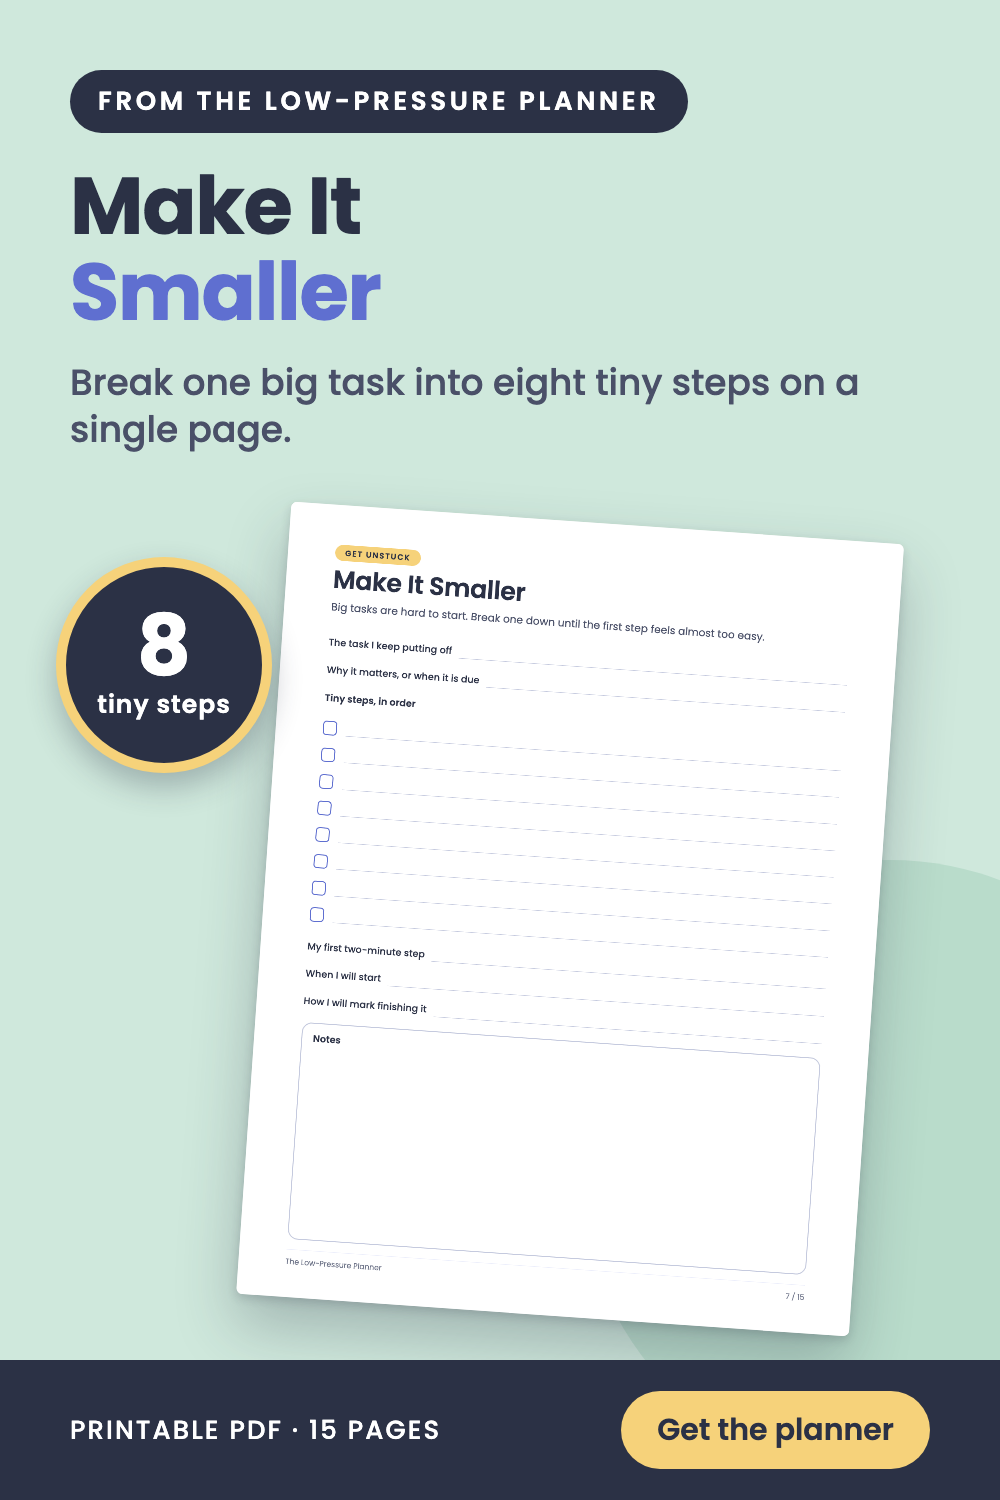 FROM THE LOW-PRESSURE PLANNER
Make It
Smaller
Break one big task into eight tiny steps on a
single page.
8
tiny steps
GET UNSTUCK
Make It Smaller
Big tasks are hard to start. Break one down until the first step feels almost too easy.
The task I keep putting off
Why it matters, or when it is due
Tiny steps, in order
My first two-minute step
When I will start
How I will mark finishing it
Notes
The Low-Pressure Planner
7 / 15
PRINTABLE PDF · 15 PAGES
Get the planner